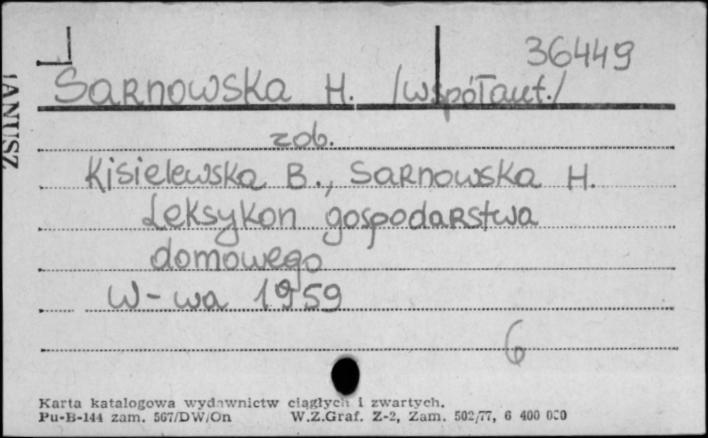 36449
Sarnowska H. /współaut./
zob.
Kisielewska B., Sarnowska H.
Leksykon gospodarstwa
domowego
W-wa 1959
6
Karta katalogowa wydawnictw ciągłych i zwartych.
Pu-B-144 zam. 567/DW/On W.Z.Graf. Z-2, Zam. 502/77, 6 400 000
JANUSZ